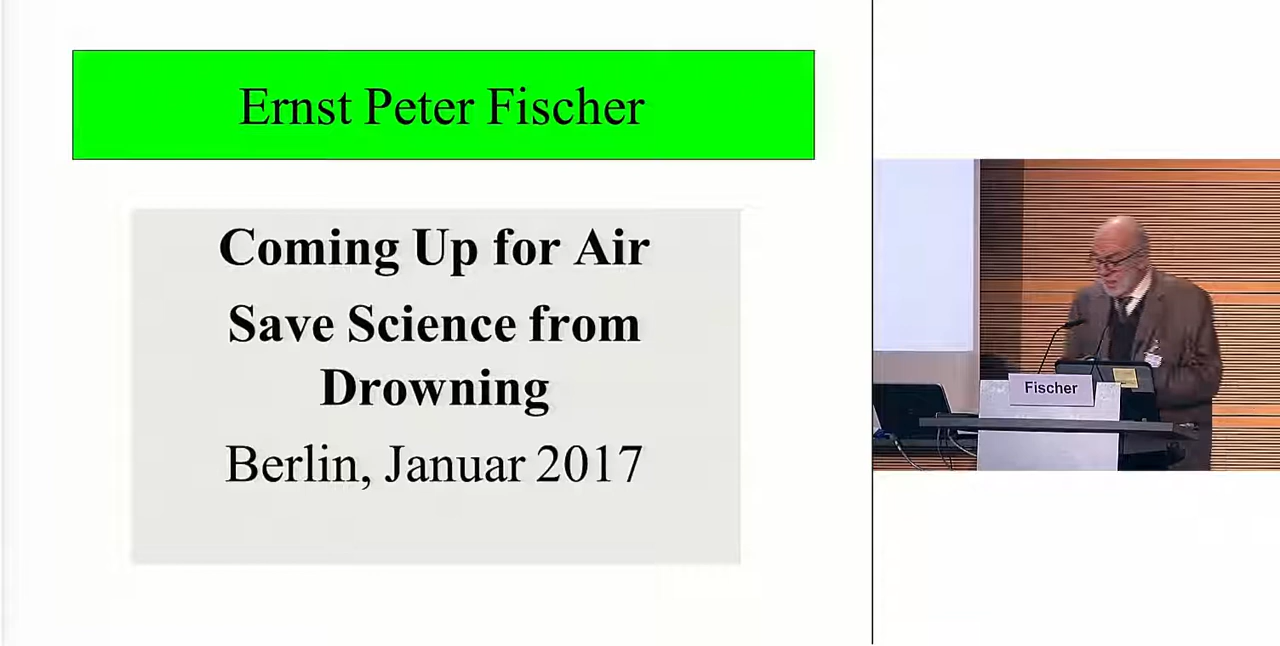 Ernst Peter Fischer
Coming Up for Air
Save Science from
Drowning
Berlin, Januar 2017
Fischer